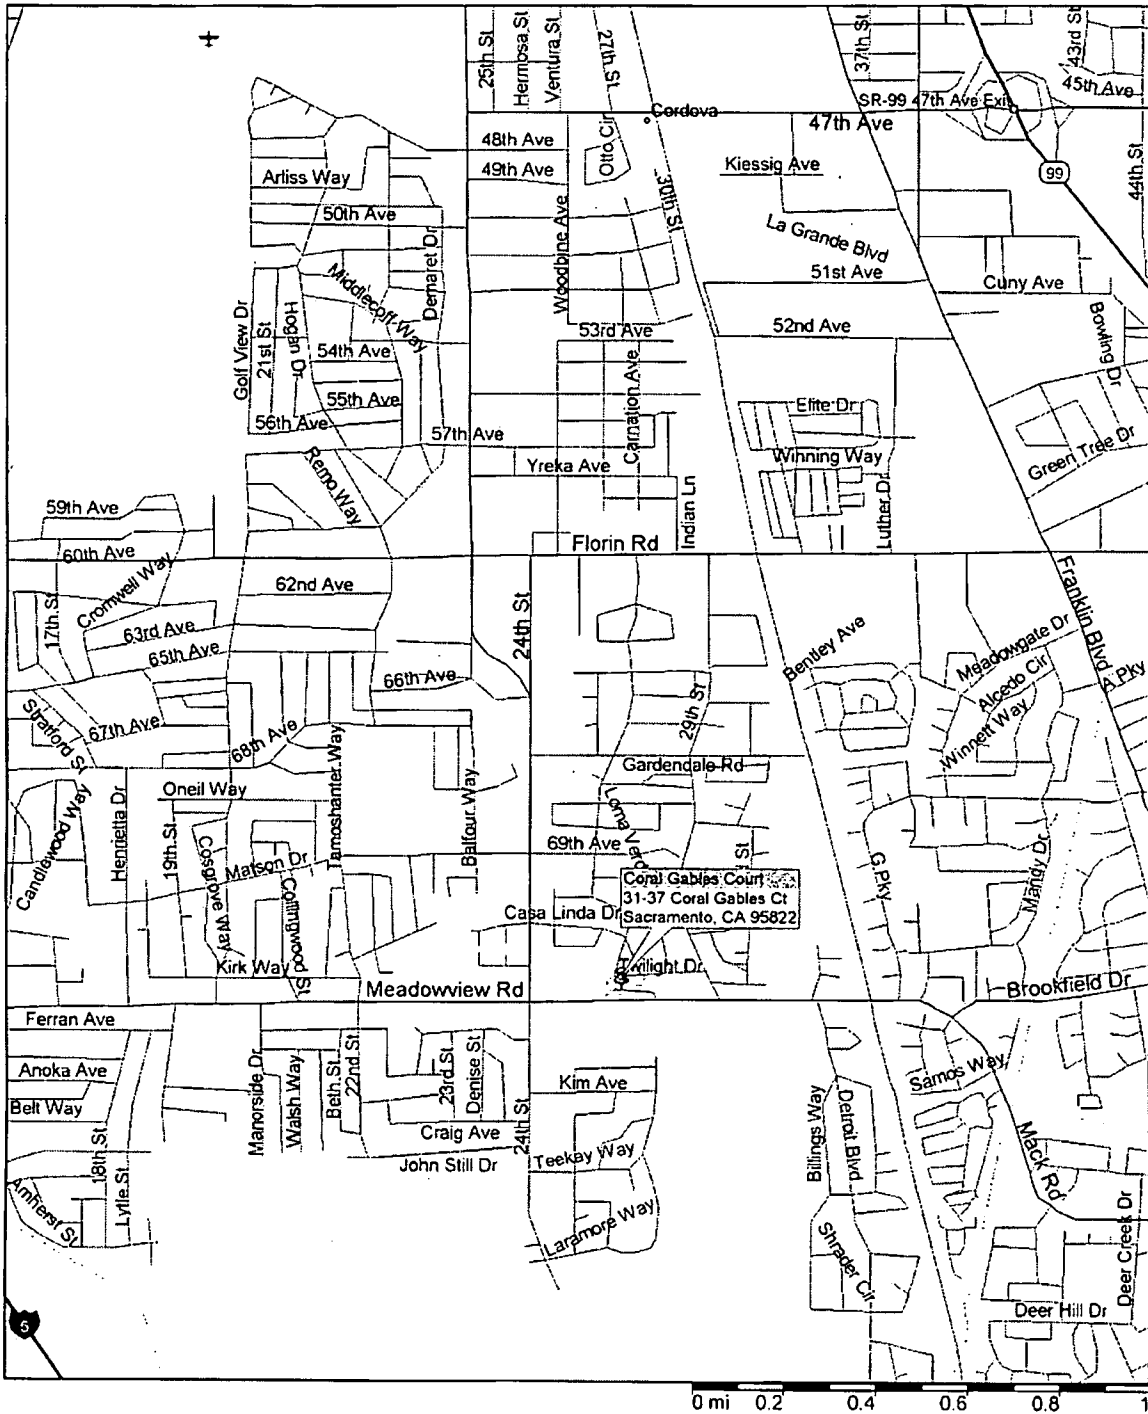 25th St
Hermosa St
Ventura St
27th St
37th St
43rd St
45th Ave
SR-99 47th Ave Exit
Cordova
47th Ave
48th Ave
Otto Cir
49th Ave
Kiessig Ave
99
44th St
Arliss Way
30th St
50th Ave
La Grande Blvd
Woodbine Ave
Demaret Dr
51st Ave
Cuny Ave
Middlecoff Way
Golf View Dr
21st St
Hogan Dr
53rd Ave
52nd Ave
Bowling Dr
54th Ave
55th Ave
56th Ave
Carnation Ave
Elite Dr
57th Ave
Green Tree Dr
Remo Way
Yreka Ave
Winning Way
Indian Ln
Luther Dr
59th Ave
60th Ave
Florin Rd
Cromwell Way
62nd Ave
24th St
Franklin Blvd
17th St
63rd Ave
Bentley Ave
Meadowgate Dr
65th Ave
66th Ave
Alcedo Cir
A Pky
Stratford St
67th Ave
68th Ave
29th St
Winnett Way
Tamoshanter Way
Gardendale Rd
Oneil Way
Candlewood Way
Henrietta Dr
19th St
Cosgrove Way
Balfour Way
Loma Verd
69th Ave
St
Matson Dr
G Pky
Mandy Dr
Collingwood St
Coral Gables Court
31-37 Coral Gables Ct
Sacramento, CA 95822
Casa Linda Dr
Kirk Way
Twilight Dr
Meadowview Rd
Brookfield Dr
Ferran Ave
Anoka Ave
Manorside Dr
Walsh Way
Beth St
22nd St
23rd St
Denise St
Kim Ave
Samos Way
Belt Way
Billings Way
Detroit Blvd
18th St
Craig Ave
24th St
Mack Rd
Lytle St
John Still Dr
Teekay Way
Amherst St
Laramore Way
Shrader Cir
Deer Creek Dr
5
Deer Hill Dr
0 mi 0.2 0.4 0.6 0.8 1